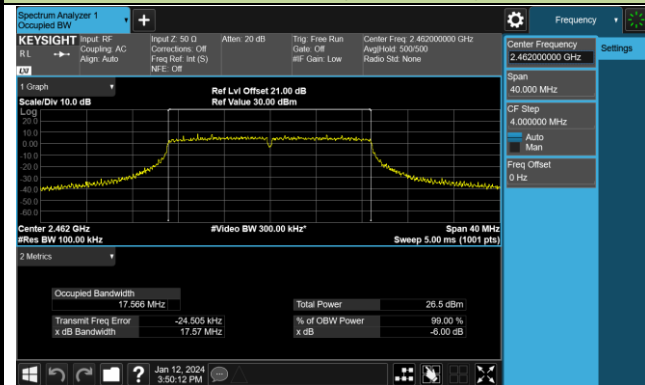 Spectrum Analyzer 1
Occupied BW
+
Frequency
KEYSIGHT
RL
LXI
Input: RF
Coupling: AC
Align: Auto
Input Z: 50 Ω
Corrections: Off
Freq Ref: Int (S)
NFE: Off
Atten: 20 dB
Trig: Free Run
Gate: Off
#IF Gain: Low
Center Freq: 2.462000000 GHz
Avg|Hold: 500/500
Radio Std: None
Center Frequency
2.462000000 GHz
Settings
Span
40.000 MHz
CF Step
4.000000 MHz
Auto
Man
Freq Offset
0 Hz
1 Graph
Scale/Div 10.0 dB
Ref Lvl Offset 21.00 dB
Ref Value 30.00 dBm
Log
20.0
10.0
0.00
-10.0
-20.0
-30.0
-40.0
-50.0
-60.0
Center 2.462 GHz
#Video BW 300.00 kHz*
Span 40 MHz
#Res BW 100.00 kHz
Sweep 5.00 ms (1001 pts)
2 Metrics
Occupied Bandwidth
17.566 MHz
Total Power 26.5 dBm
Transmit Freq Error -24.505 kHz
% of OBW Power 99.00 %
x dB Bandwidth 17.57 MHz
x dB -6.00 dB
?
Jan 12, 2024
3:50:12 PM